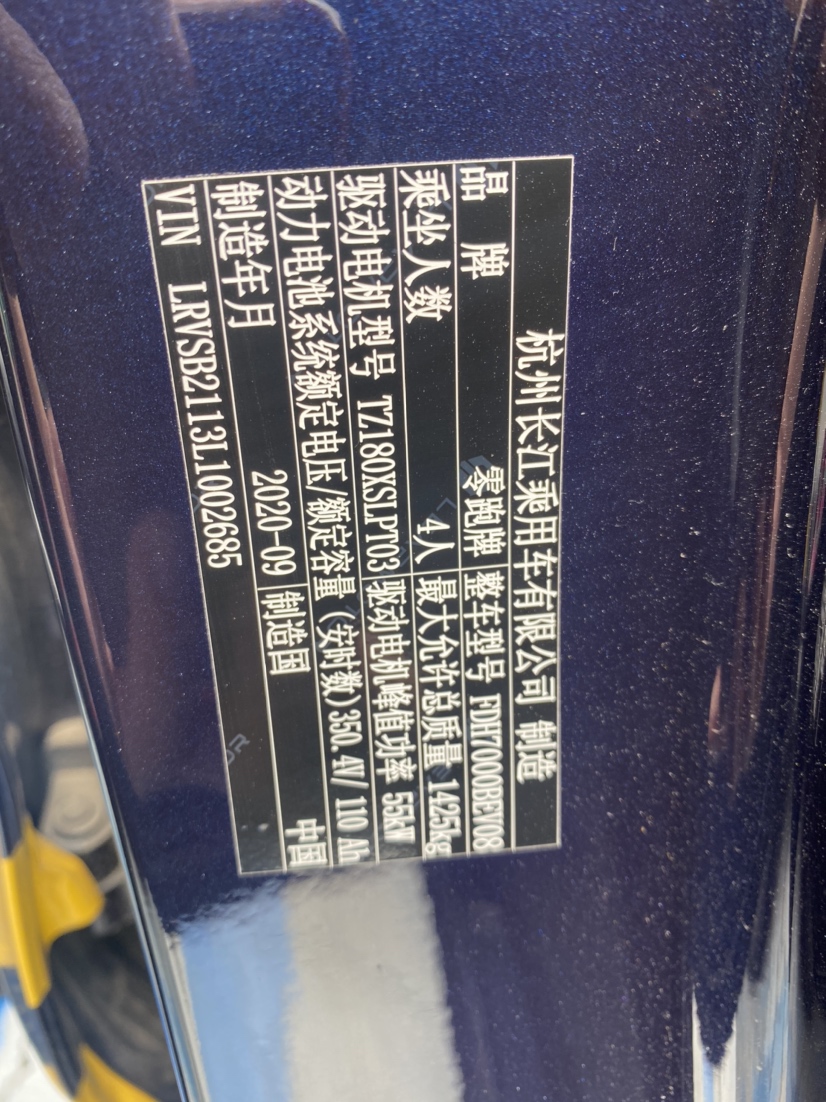 杭州长江乘用车有限公司 制造
品牌 零跑牌 整车型号 FDH7000BEV08
乘坐人数 4人 最大允许总质量 1425kg
驱动电机型号 TZ180XSLPT03 驱动电机峰值功率 55kW
动力电池系统额定电压/额定容量(安时数)350.4V/ 110 Ah
制造年月 2020-09 制造国 中国
VIN LRVSB2113L1002685